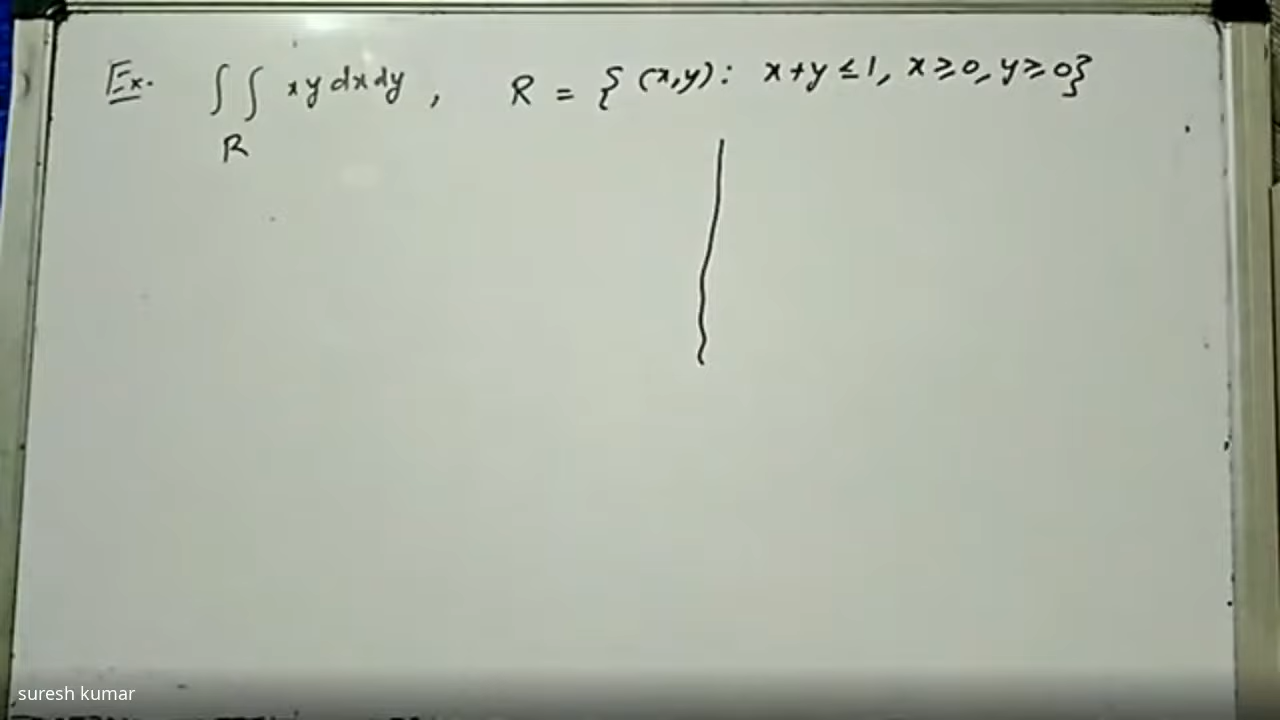 Ex. ∫∫ xy dx dy , R = { (x,y) : x+y ≤ 1, x ≥ 0, y ≥ 0}
R
suresh kumar